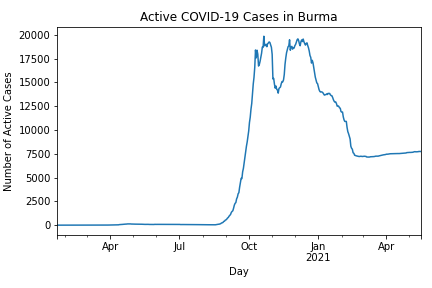 Active COVID-19 Cases in Burma
Number of Active Cases
20000
17500
15000
12500
10000
7500
5000
2500
0
Apr
Jul
Oct
Jan
2021
Apr
Day